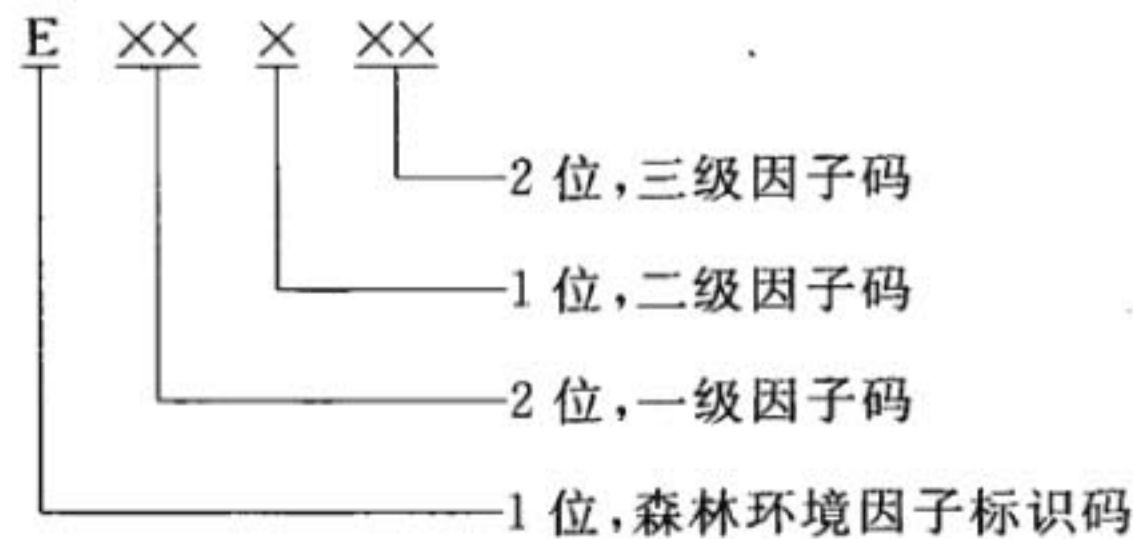 E ×× × ××
2 位,三级因子码
1 位,二级因子码
2 位,一级因子码
1 位,森林环境因子标识码